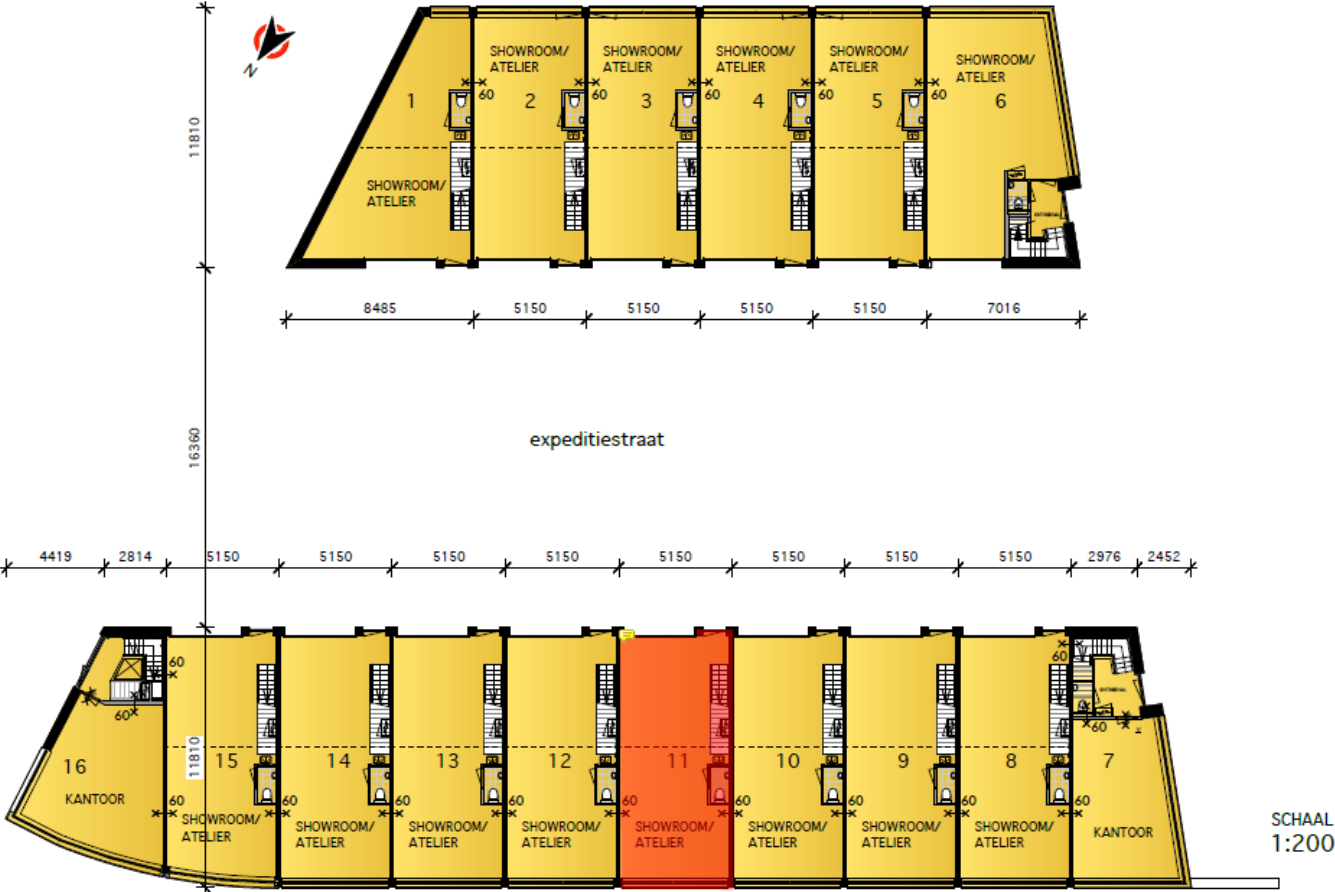 N
11810
SHOWROOM/
ATELIER
SHOWROOM/
ATELIER
SHOWROOM/
ATELIER
SHOWROOM/
ATELIER
SHOWROOM/
ATELIER
1
60
2
60
3
60
4
60
5
60
6
SHOWROOM/
ATELIER
8485
5150
5150
5150
5150
7016
16360
expeditiestraat
4419
2814
5150
5150
5150
5150
5150
5150
5150
5150
2976
2452
60
60
60
60
11810
16
15
14
13
12
11
10
9
8
7
KANTOOR
60
60
60
60
60
60
60
60
60
SHOWROOM/
ATELIER
SHOWROOM/
ATELIER
SHOWROOM/
ATELIER
SHOWROOM/
ATELIER
SHOWROOM/
ATELIER
SHOWROOM/
ATELIER
SHOWROOM/
ATELIER
SHOWROOM/
ATELIER
KANTOOR
SCHAAL
1:200